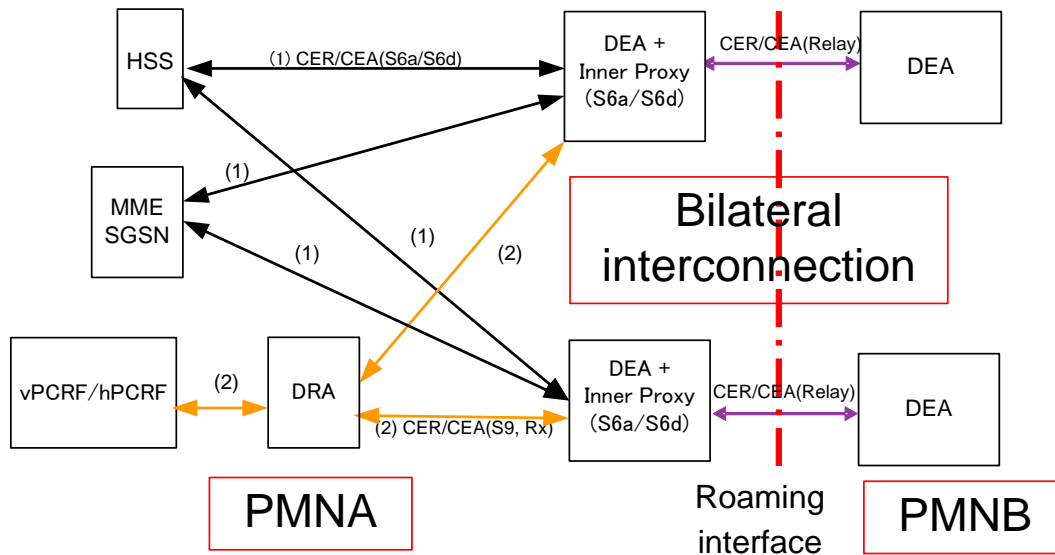 HSS
(1) CER/CEA(S6a/S6d)
DEA +
Inner Proxy
(S6a/S6d)
CER/CEA(Relay)
DEA
MME
SGSN
(1)
(1)
(1)
(2)
Bilateral
interconnection
vPCRF/hPCRF
(2)
DRA
(2) CER/CEA(S9, Rx)
DEA +
Inner Proxy
(S6a/S6d)
CER/CEA(Relay)
DEA
PMNA
Roaming
interface
PMNB